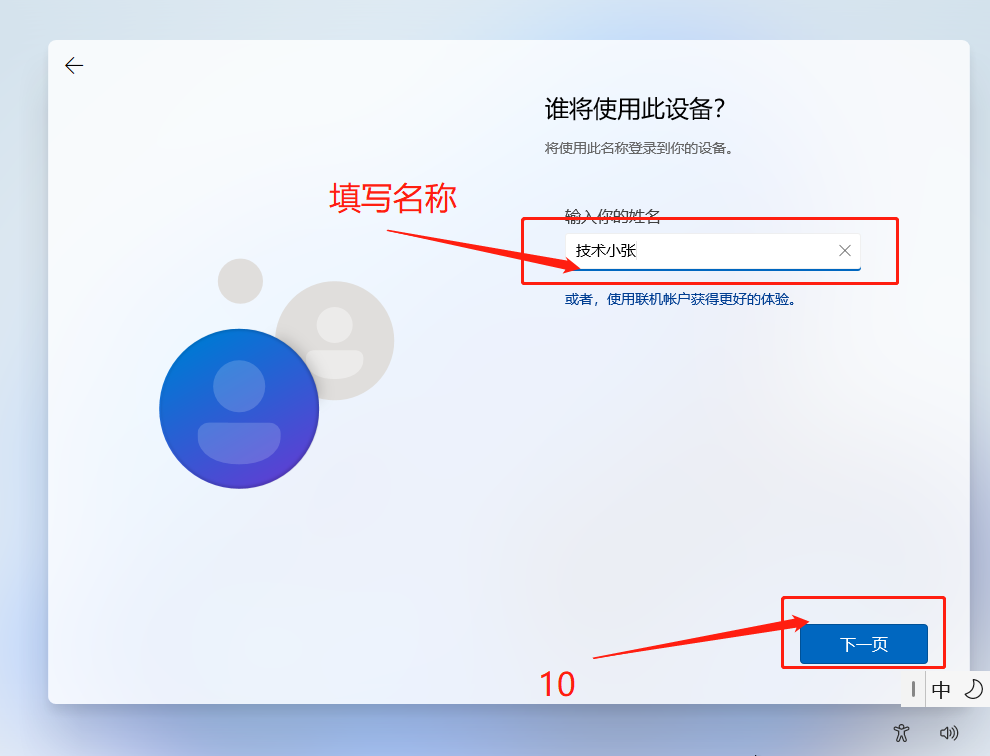 谁将使用此设备?
将使用此名称登录到你的设备。
填写名称
输入你的姓名
技术小张
或者，使用联机帐户获得更好的体验。
下一页
10
中